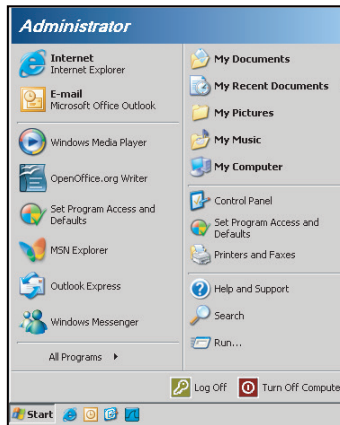 Administrator
Internet
Internet Explorer
E-mail
Microsoft Office Outlook
Windows Media Player
OpenOffice.org Writer
Set Program Access and
Defaults
MSN Explorer
Outlook Express
Windows Messenger
All Programs
My Documents
My Recent Documents
My Pictures
My Music
My Computer
Control Panel
Set Program Access and
Defaults
Printers and Faxes
Help and Support
Search
Run...
Log Off
Turn Off Compute
Start